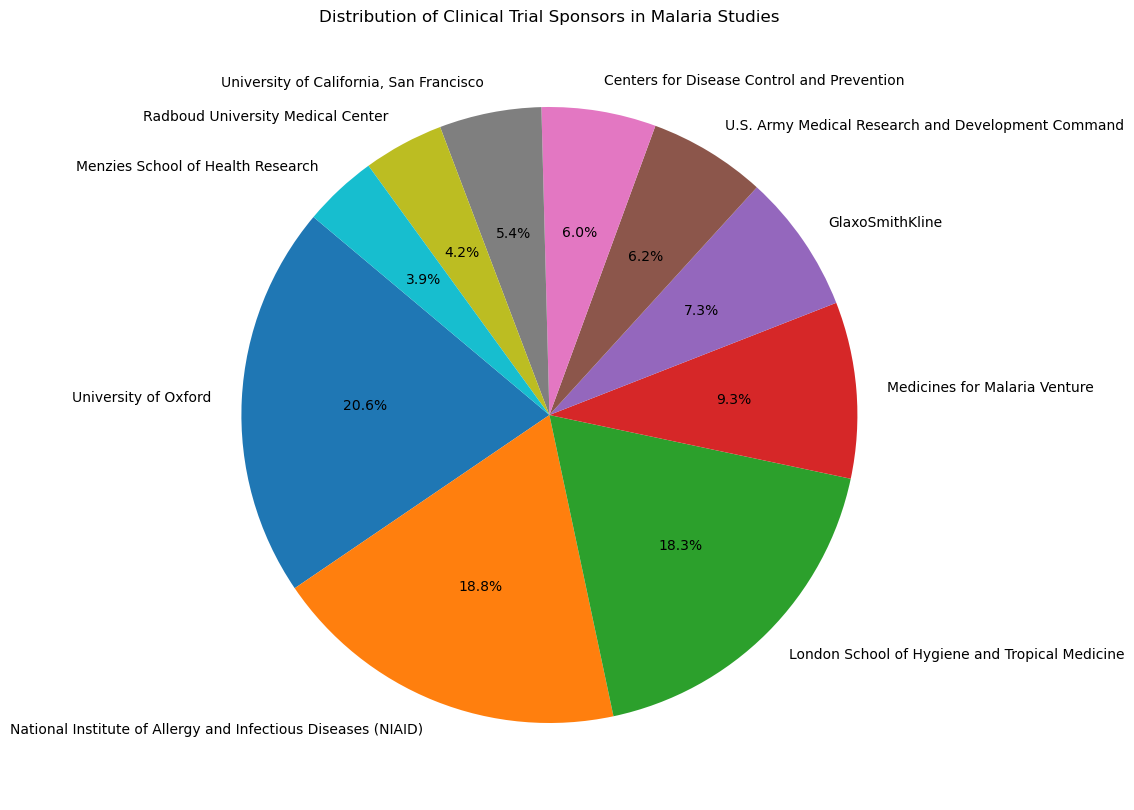 Distribution of Clinical Trial Sponsors in Malaria Studies
University of California, San Francisco
Centers for Disease Control and Prevention
Radboud University Medical Center
U.S. Army Medical Research and Development Command
Menzies School of Health Research
GlaxoSmithKline
5.4%
6.0%
4.2%
6.2%
3.9%
7.3%
University of Oxford
20.6%
9.3%
Medicines for Malaria Venture
18.3%
18.8%
London School of Hygiene and Tropical Medicine
National Institute of Allergy and Infectious Diseases (NIAID)